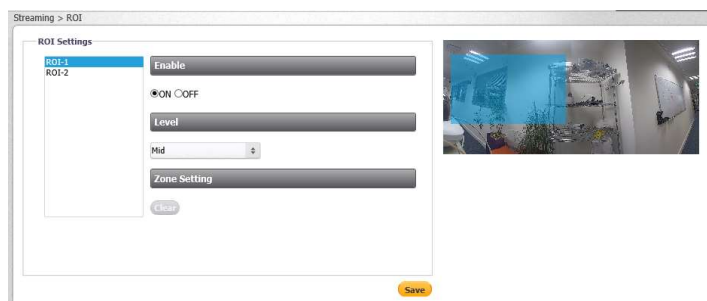 Streaming > ROI
ROI Settings
ROI-1
ROI-2
Enable
ON OFF
Level
Mid
Zone Setting
Clear
Save